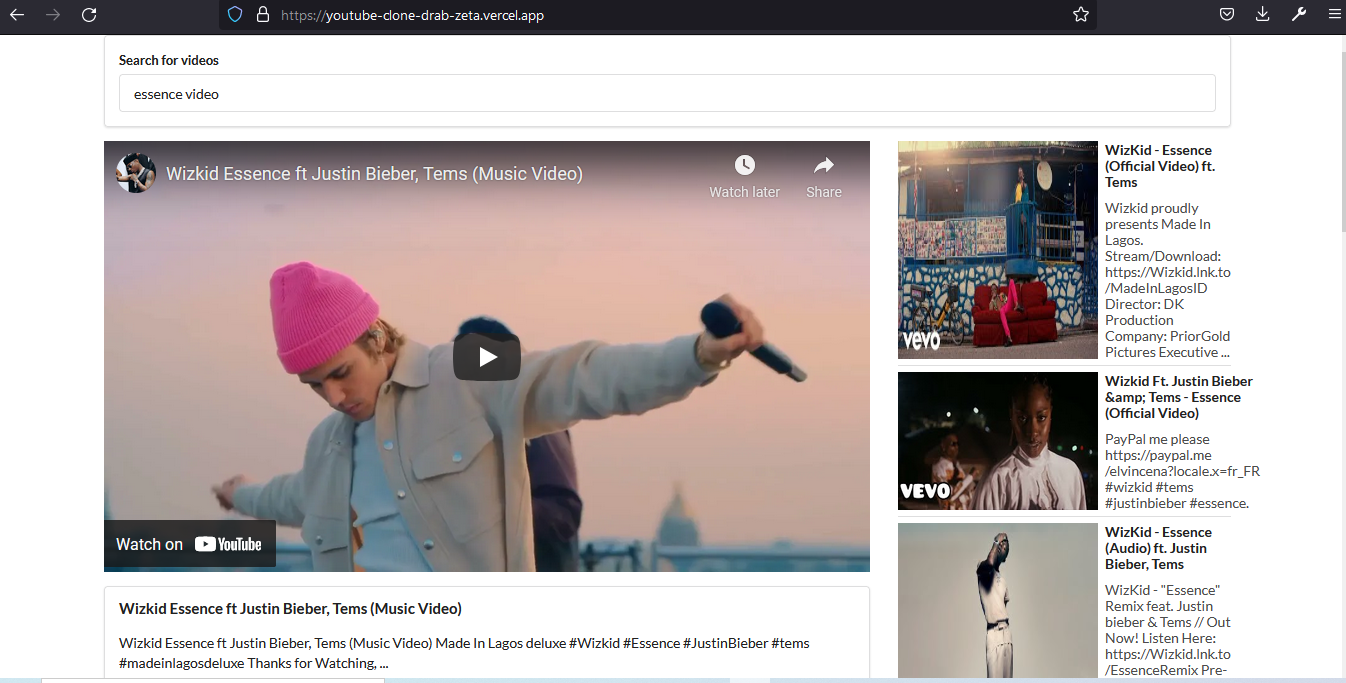 https://youtube-clone-drab-zeta.vercel.app
Search for videos
essence video
Wizkid Essence ft Justin Bieber, Tems (Music Video)
Watch later
Share
Watch on YouTube
Wizkid Essence ft Justin Bieber, Tems (Music Video)
Wizkid Essence ft Justin Bieber, Tems (Music Video) Made In Lagos deluxe #Wizkid #Essence #JustinBieber #tems
#madeinlagosdeluxe Thanks for Watching, ...
vevo
WizKid - Essence
(Official Video) ft.
Tems
Wizkid proudly
presents Made In
Lagos.
Stream/Download:
https://Wizkid.lnk.to
/MadeInLagosID
Director: DK
Production
Company: PriorGold
Pictures Executive ...
VEVO
Wizkid Ft. Justin Bieber
&amp; Tems - Essence
(Official Video)
PayPal me please
https://paypal.me
/elvincena?locale.x=fr_FR
#wizkid #tems
#justinbieber #essence.
WizKid - Essence
(Audio) ft. Justin
Bieber, Tems
WizKid - "Essence"
Remix feat. Justin
bieber & Tems // Out
Now! Listen Here:
https://Wizkid.lnk.to
/EssenceRemix Pre-